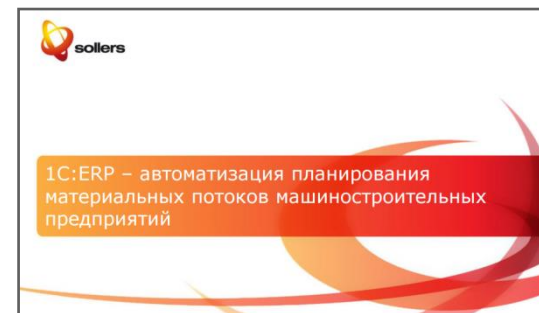 sollers
1С:ERP – автоматизация планирования
материальных потоков машиностроительных
предприятий